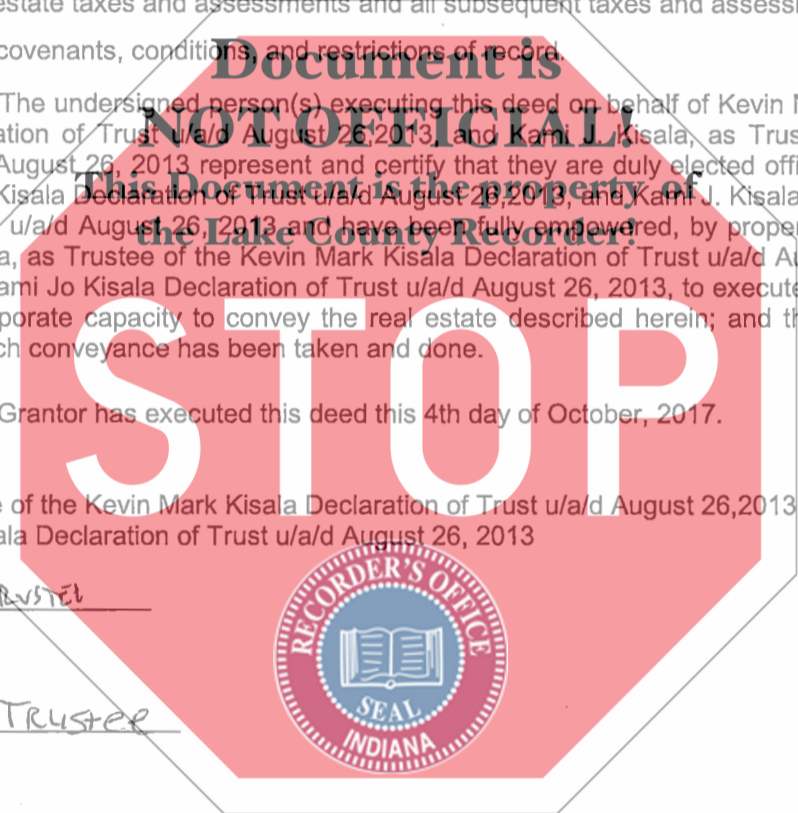 estate taxes and assessments and all subsequent taxes and assess
covenants, conditions, and restrictions of record.
Document is
The undersigned person(s) executing this deed on behalf of Kevin
NOT OFFICIAL!
ation of Trust u/a/d August 26,2013, and Kami J. Kisala, as Trus
August 26, 2013 represent and certify that they are duly elected offi
This Document is the property of
Kisala Declaration of Trust u/a/d August 26,2013, and Kami J. Kisala
u/a/d August 26, 2013 and have been fully empowered, by proper
the Lake County Recorder!
a, as Trustee of the Kevin Mark Kisala Declaration of Trust u/a/d Au
ami Jo Kisala Declaration of Trust u/a/d August 26, 2013, to execute
porate capacity to convey the real estate described herein; and th
ch conveyance has been taken and done.
STOP
Grantor has executed this deed this 4th day of October, 2017.
e of the Kevin Mark Kisala Declaration of Trust u/a/d August 26,2013
ala Declaration of Trust u/a/d August 26, 2013
RECORDER'S OFFICE
SEAL
INDIANA
TRUSTEE